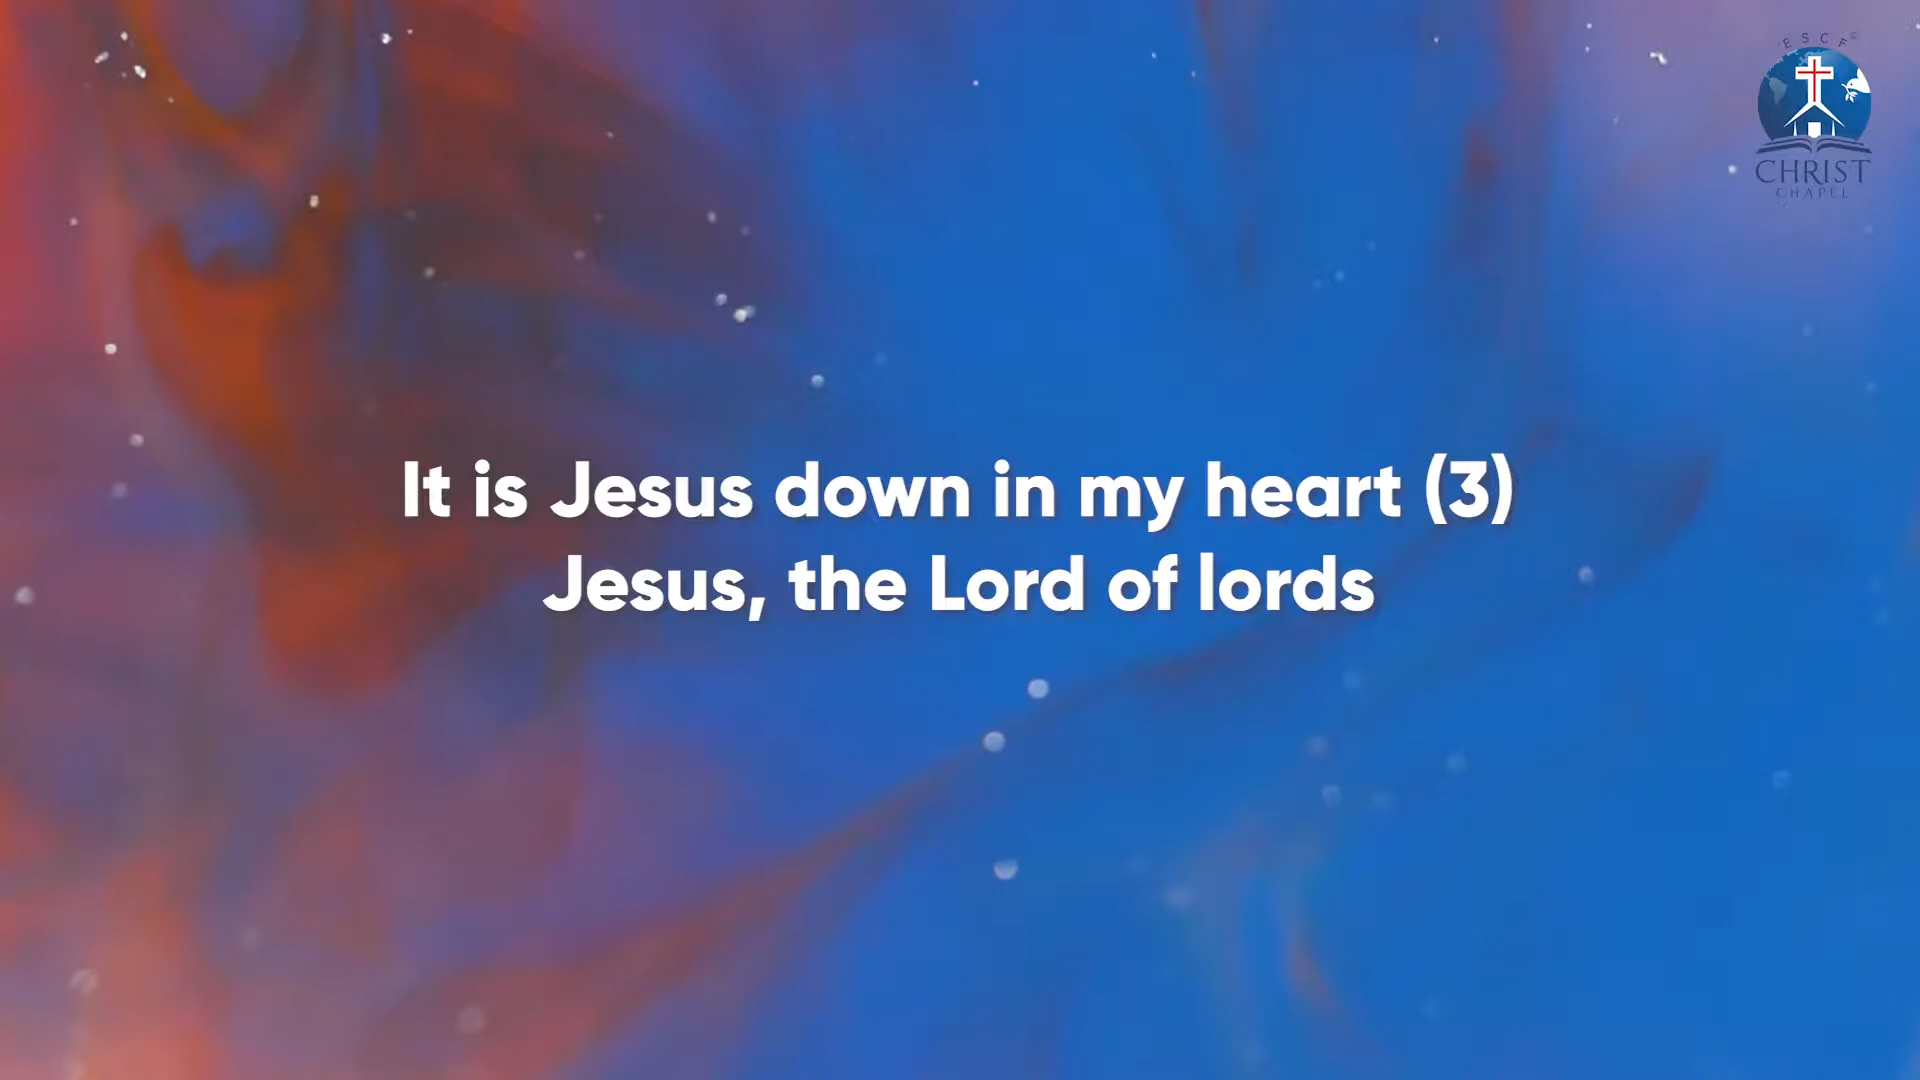 ESCF
CHRIST
CHAPEL
It is Jesus down in my heart (3)
Jesus, the Lord of lords